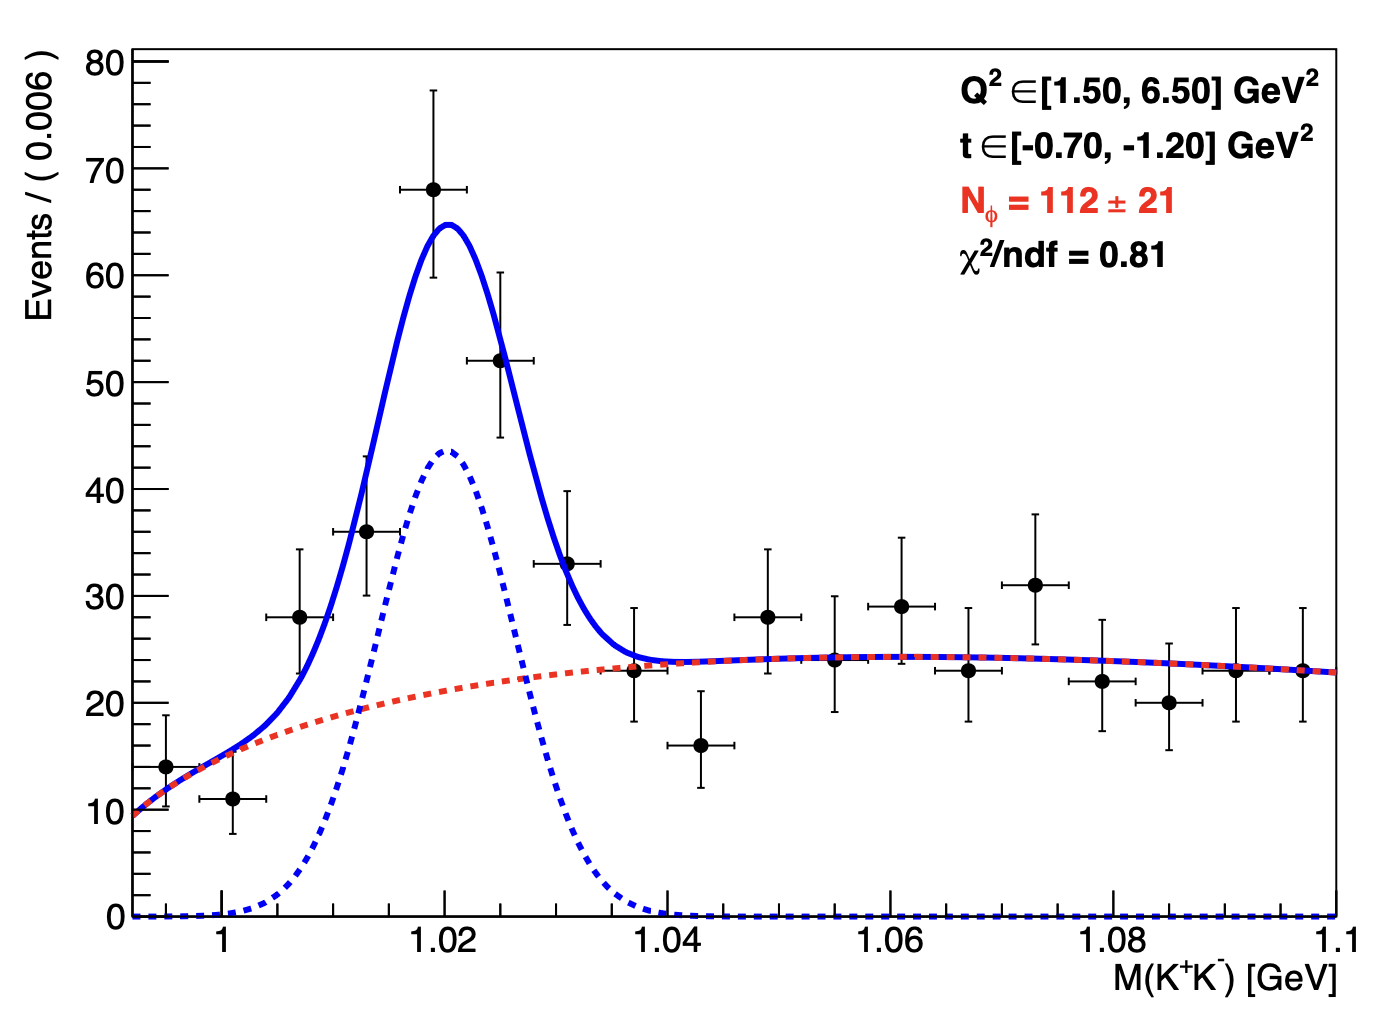 Events / ( 0.006 )
80
70
60
50
40
30
20
10
0
Q² ∈[1.50, 6.50] GeV²
t ∈[-0.70, -1.20] GeV²
N_ϕ = 112 ± 21
χ²/ndf = 0.81
1 1.02 1.04 1.06 1.08 1.1
M(K⁺K⁻) [GeV]